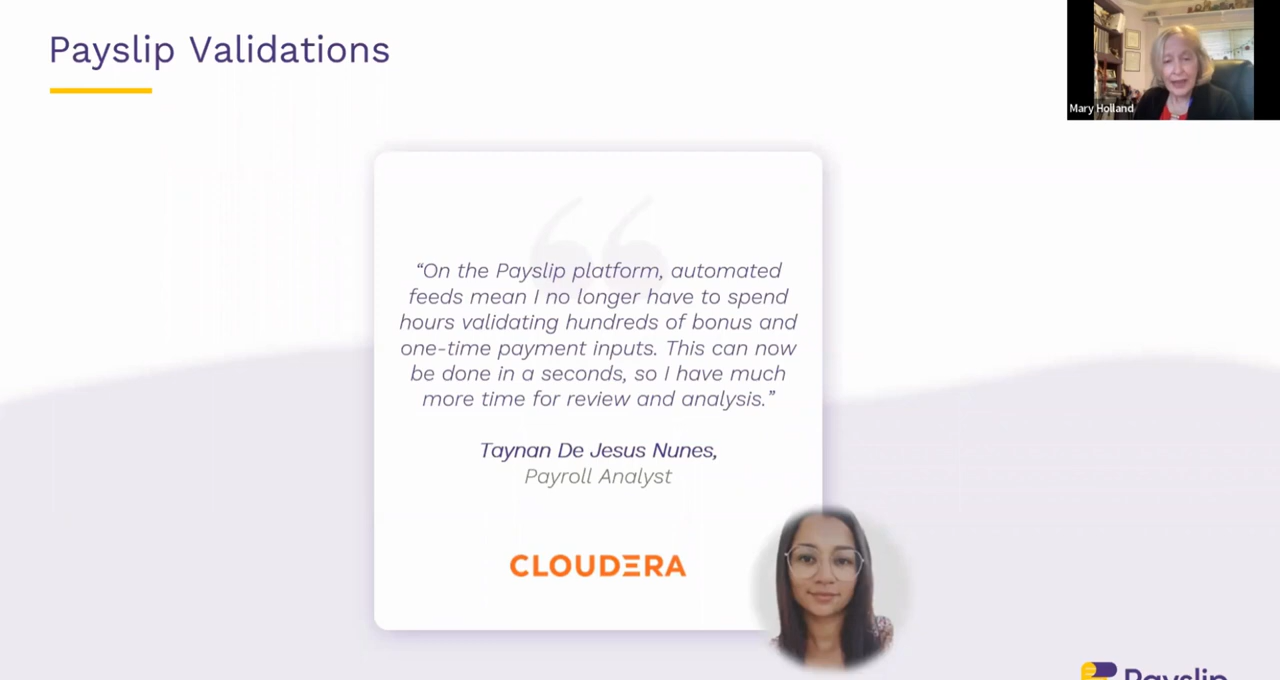 Payslip Validations
Mary Holland
“On the Payslip platform, automated
feeds mean I no longer have to spend
hours validating hundreds of bonus and
one-time payment inputs. This can now
be done in a seconds, so I have much
more time for review and analysis.”
Taynan De Jesus Nunes,
Payroll Analyst
CLOUDERA
Payslip